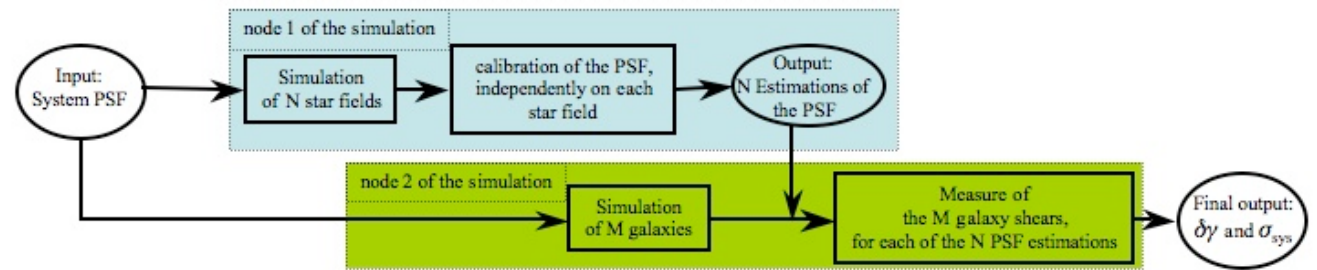 node 1 of the simulation
Input:
System PSF
Simulation
of N star fields
calibration of the PSF,
independently on each
star field
Output:
N Estimations of
the PSF
node 2 of the simulation
Simulation
of M galaxies
Measure of
the M galaxy shears,
for each of the N PSF estimations
Final output:
δγ and σsys